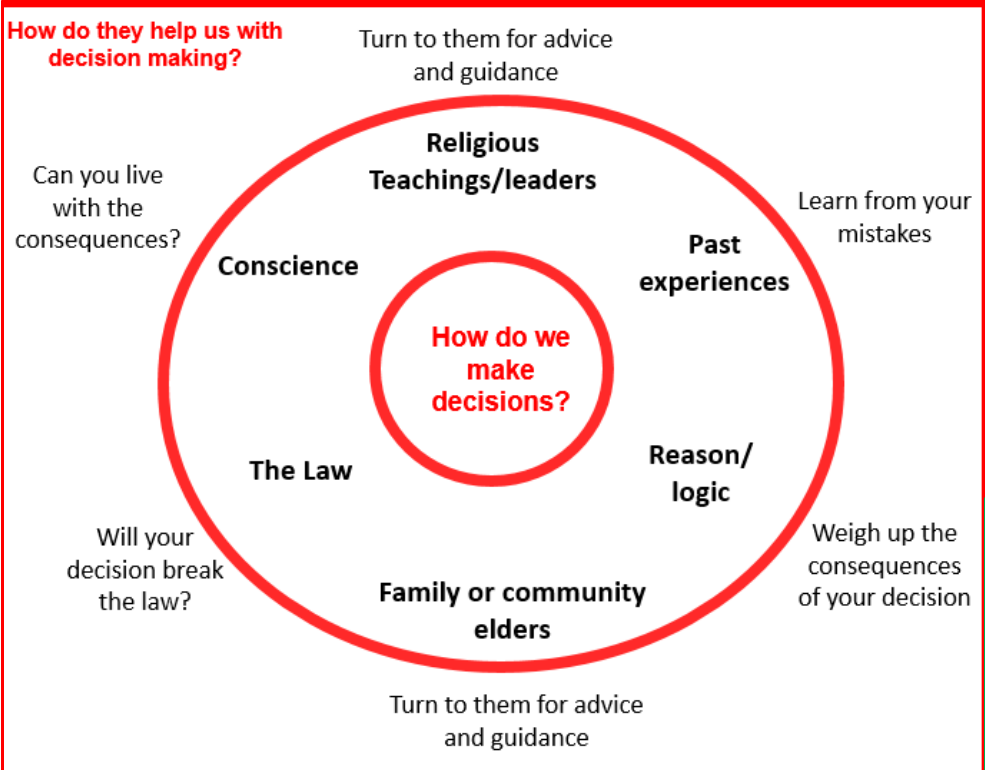 How do they help us with
decision making?
Turn to them for advice
and guidance
Religious
Teachings/leaders
Can you live
with the
consequences?
Conscience
Past
experiences
Learn from your
mistakes
How do we
make
decisions?
The Law
Reason/
logic
Will your
decision break
the law?
Weigh up the
consequences
of your decision
Family or community
elders
Turn to them for advice
and guidance